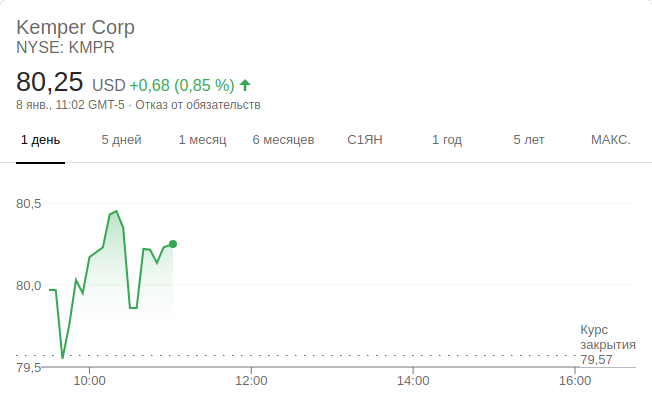 Kemper Corp
NYSE: KMPR
80,25 USD +0,68 (0,85 %)
8 янв., 11:02 GMT-5 · Отказ от обязательств
1 день 5 дней 1 месяц 6 месяцев С1ЯН 1 год 5 лет МАКС.
80,5
80,0
Курс
закрытия
79,57
79,5
10:00 12:00 14:00 16:00